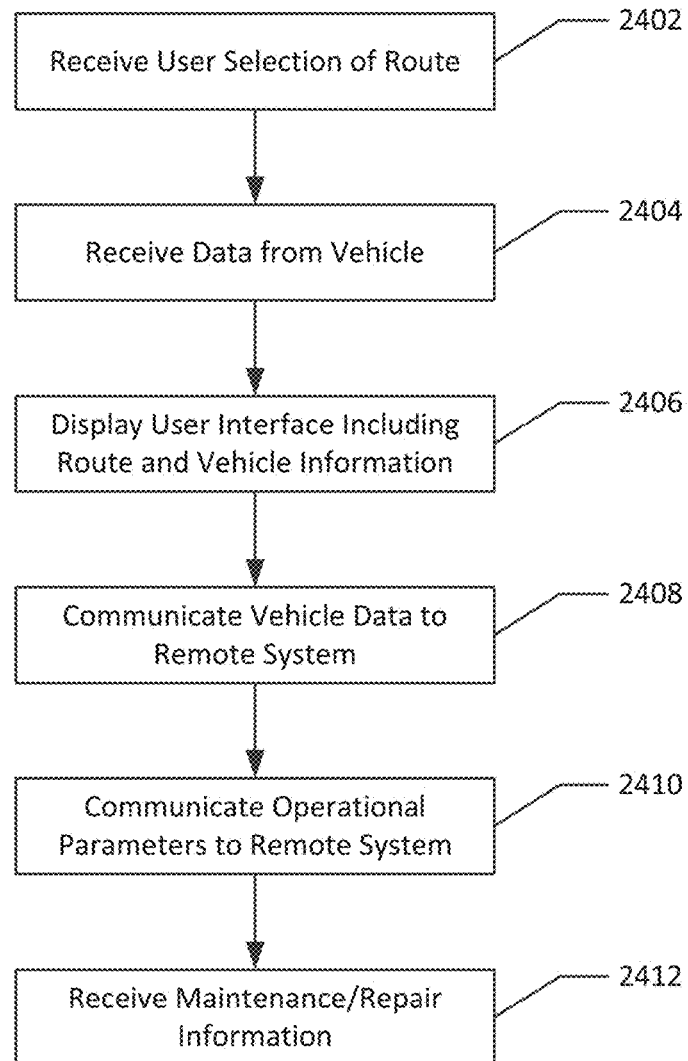 2402
Receive User Selection of Route
2404
Receive Data from Vehicle
2406
Display User Interface Including
Route and Vehicle Information
2408
Communicate Vehicle Data to
Remote System
2410
Communicate Operational
Parameters to Remote System
2412
Receive Maintenance/Repair
Information